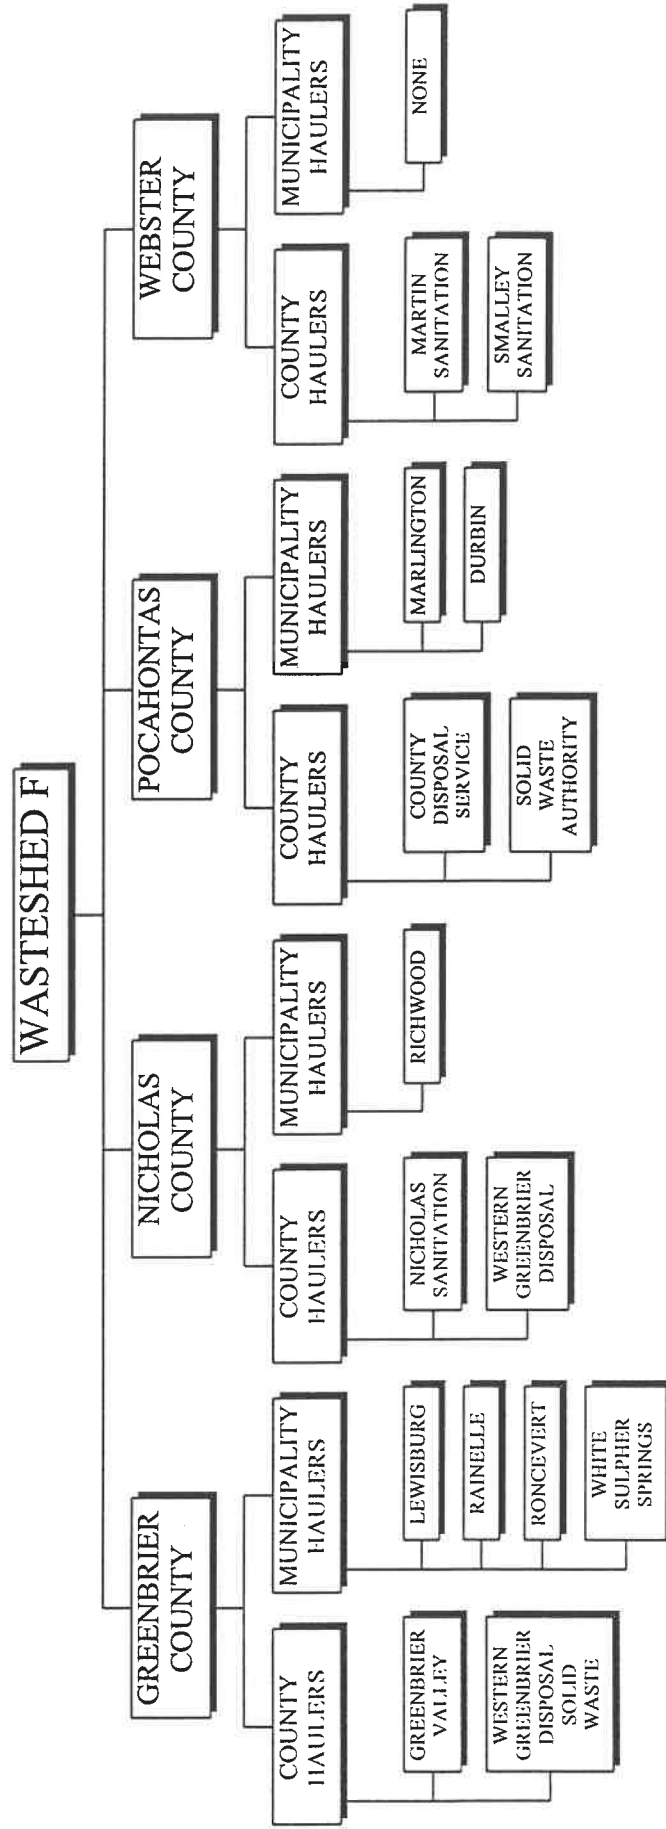 WASTESHED F
GREENBRIER
COUNTY
COUNTY
HAULERS
GREENBRIER
VALLEY
WESTERN
GREENBRIER
DISPOSAL
SOLID
WASTE
MUNICIPALITY
HAULERS
LEWISBURG
RAINELLE
RONCEVERT
WHITE
SULPHER
SPRINGS
NICHOLAS
COUNTY
COUNTY
HAULERS
NICHOLAS
SANITATION
WESTERN
GREENBRIER
DISPOSAL
MUNICIPALITY
HAULERS
RICHWOOD
POCAHONTAS
COUNTY
COUNTY
HAULERS
COUNTY
DISPOSAL
SERVICE
SOLID
WASTE
AUTHORITY
MUNICIPALITY
HAULERS
MARLINGTON
DURBIN
WEBSTER
COUNTY
COUNTY
HAULERS
MARTIN
SANITATION
SMALLEY
SANITATION
MUNICIPALITY
HAULERS
NONE